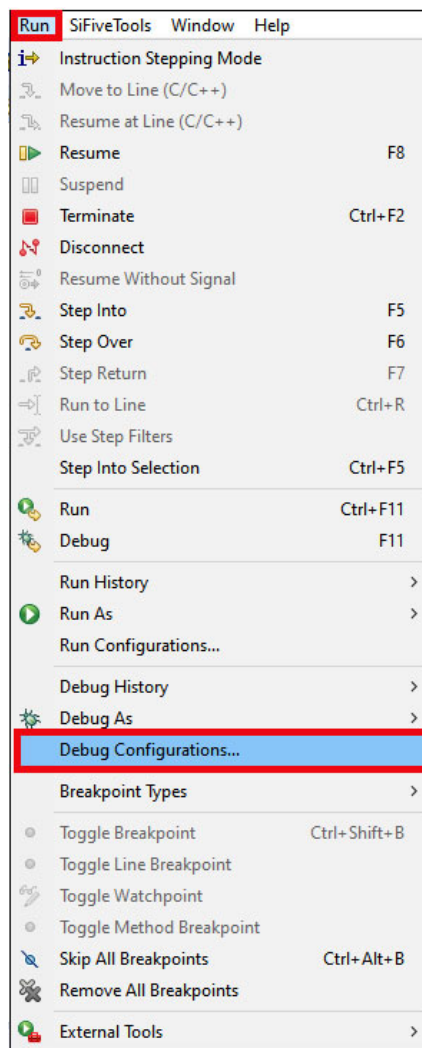 Run SiFiveTools Window Help
Instruction Stepping Mode
Move to Line (C/C++)
Resume at Line (C/C++)
Resume F8
Suspend
Terminate Ctrl+F2
Disconnect
Resume Without Signal
Step Into F5
Step Over F6
Step Return F7
Run to Line Ctrl+R
Use Step Filters
Step Into Selection Ctrl+F5
Run Ctrl+F11
Debug F11
Run History
Run As
Run Configurations...
Debug History
Debug As
Debug Configurations...
Breakpoint Types
Toggle Breakpoint Ctrl+Shift+B
Toggle Line Breakpoint
Toggle Watchpoint
Toggle Method Breakpoint
Skip All Breakpoints Ctrl+Alt+B
Remove All Breakpoints
External Tools